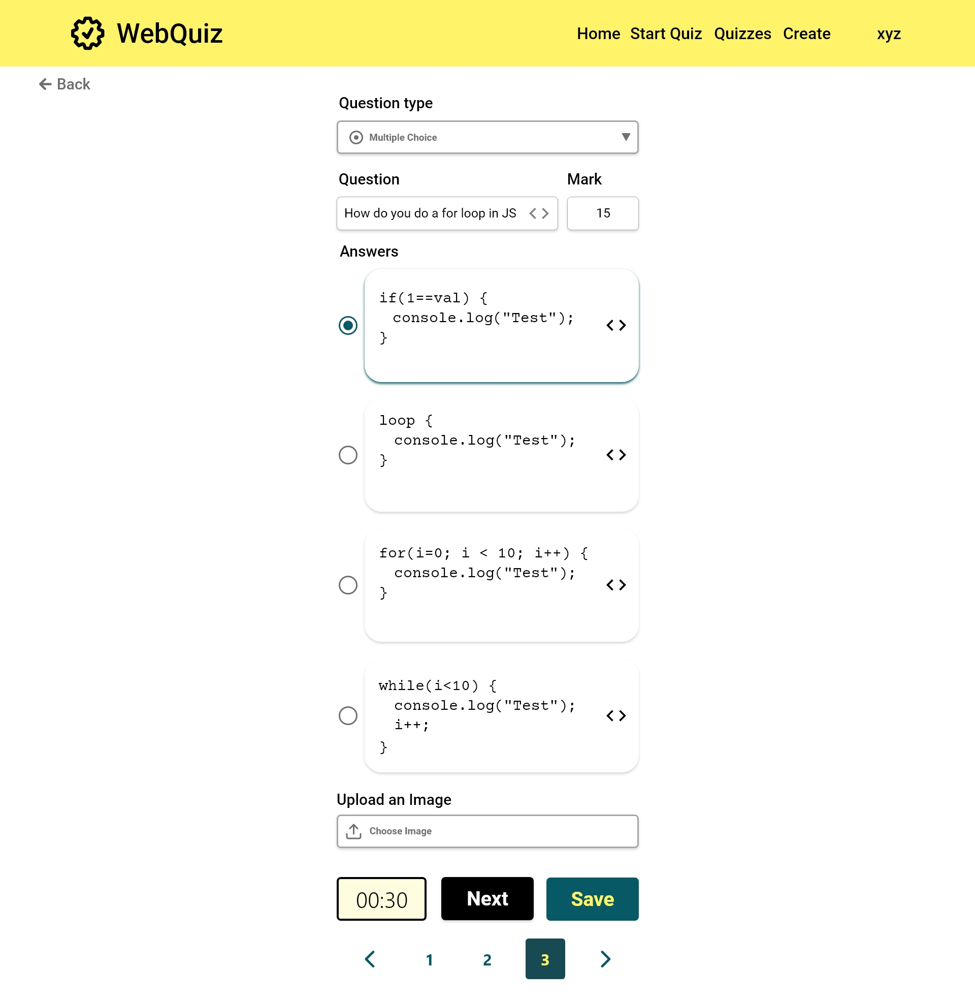 WebQuiz
Home Start Quiz Quizzes Create xyz
Back
Question type
Multiple Choice
Question Mark
How do you do a for loop in JS < > 15
Answers
if(1==val) {
console.log("Test");
}
< >
loop {
console.log("Test");
}
< >
for(i=0; i < 10; i++) {
console.log("Test");
}
< >
while(i<10) {
console.log("Test");
i++;
}
< >
Upload an Image
Choose Image
00:30 Next Save
1 2 3